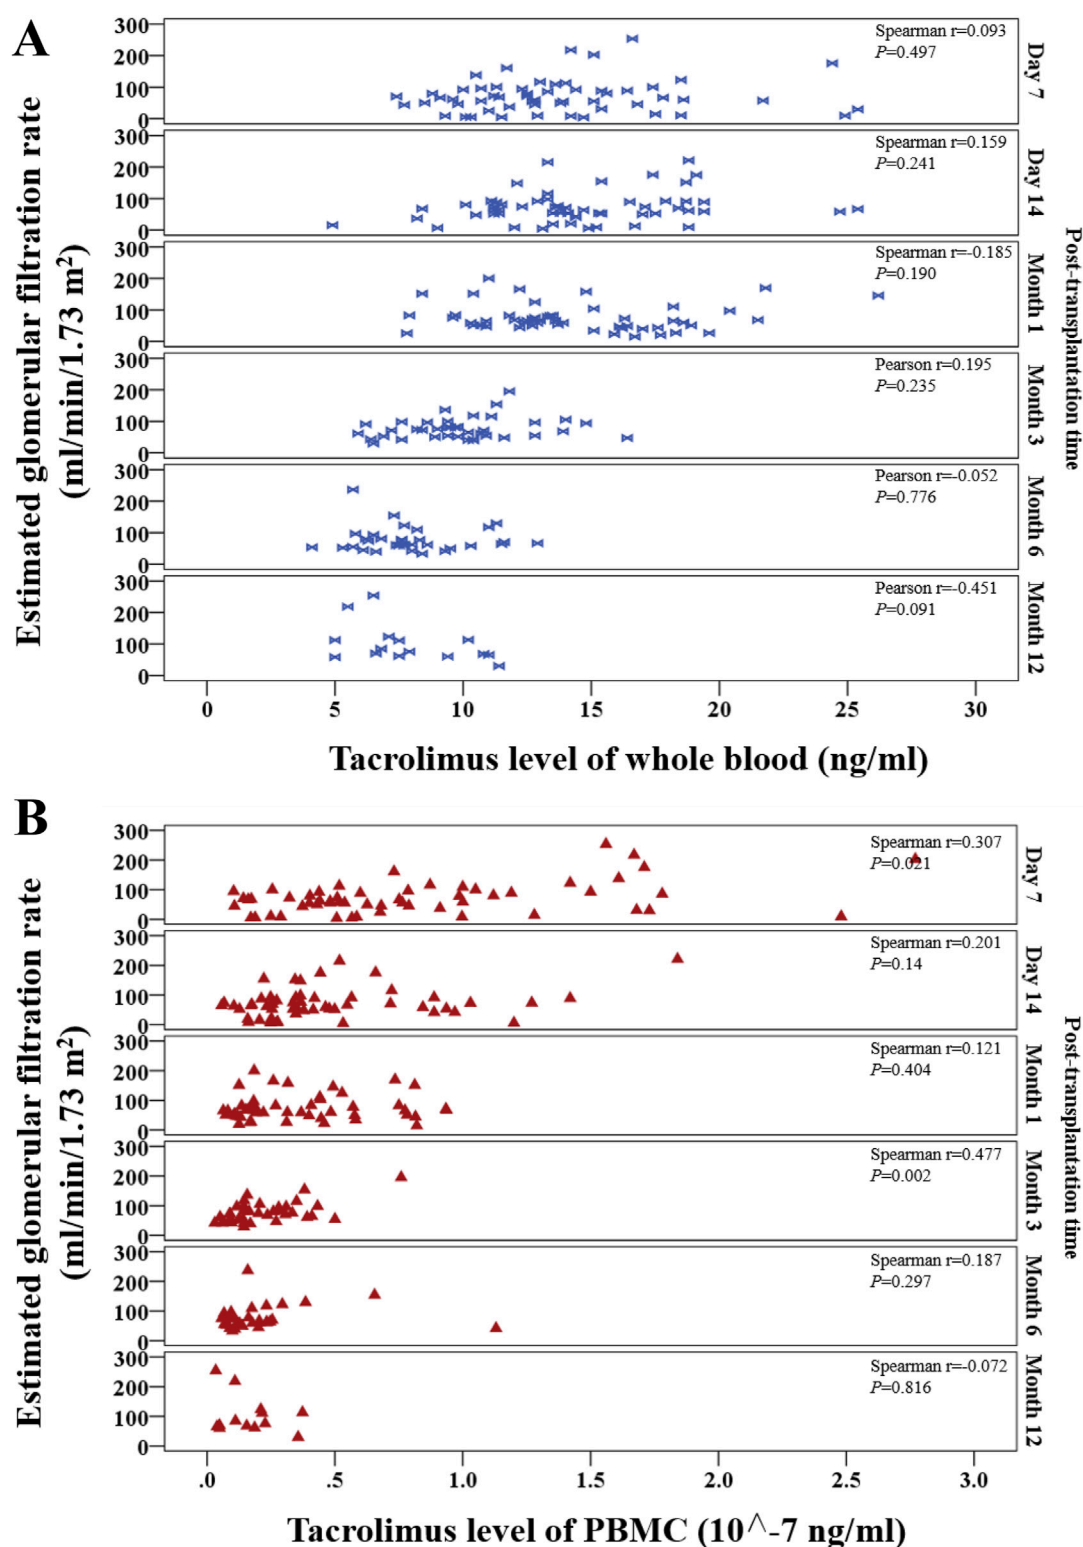 A
Estimated glomerular filtration rate
(ml/min/1.73 m²)
300
200
100
0
Spearman r=0.093
P=0.497
Day 7
300
200
100
0
Spearman r=0.159
P=0.241
Day 14
300
200
100
0
Spearman r=-0.185
P=0.190
Month 1
300
200
100
0
Pearson r=0.195
P=0.235
Month 3
300
200
100
0
Pearson r=-0.052
P=0.776
Month 6
300
200
100
0
Pearson r=-0.451
P=0.091
Month 12
Post-transplantation time
0 5 10 15 20 25 30
Tacrolimus level of whole blood (ng/ml)
B
Estimated glomerular filtration rate
(ml/min/1.73 m²)
300
200
100
0
Spearman r=0.307
P=0.021
Day 7
300
200
100
0
Spearman r=0.201
P=0.14
Day 14
300
200
100
0
Spearman r=0.121
P=0.404
Month 1
300
200
100
0
Spearman r=0.477
P=0.002
Month 3
300
200
100
0
Spearman r=0.187
P=0.297
Month 6
300
200
100
0
Spearman r=-0.072
P=0.816
Month 12
Post-transplantation time
.0 .5 1.0 1.5 2.0 2.5 3.0
Tacrolimus level of PBMC (10^-7 ng/ml)